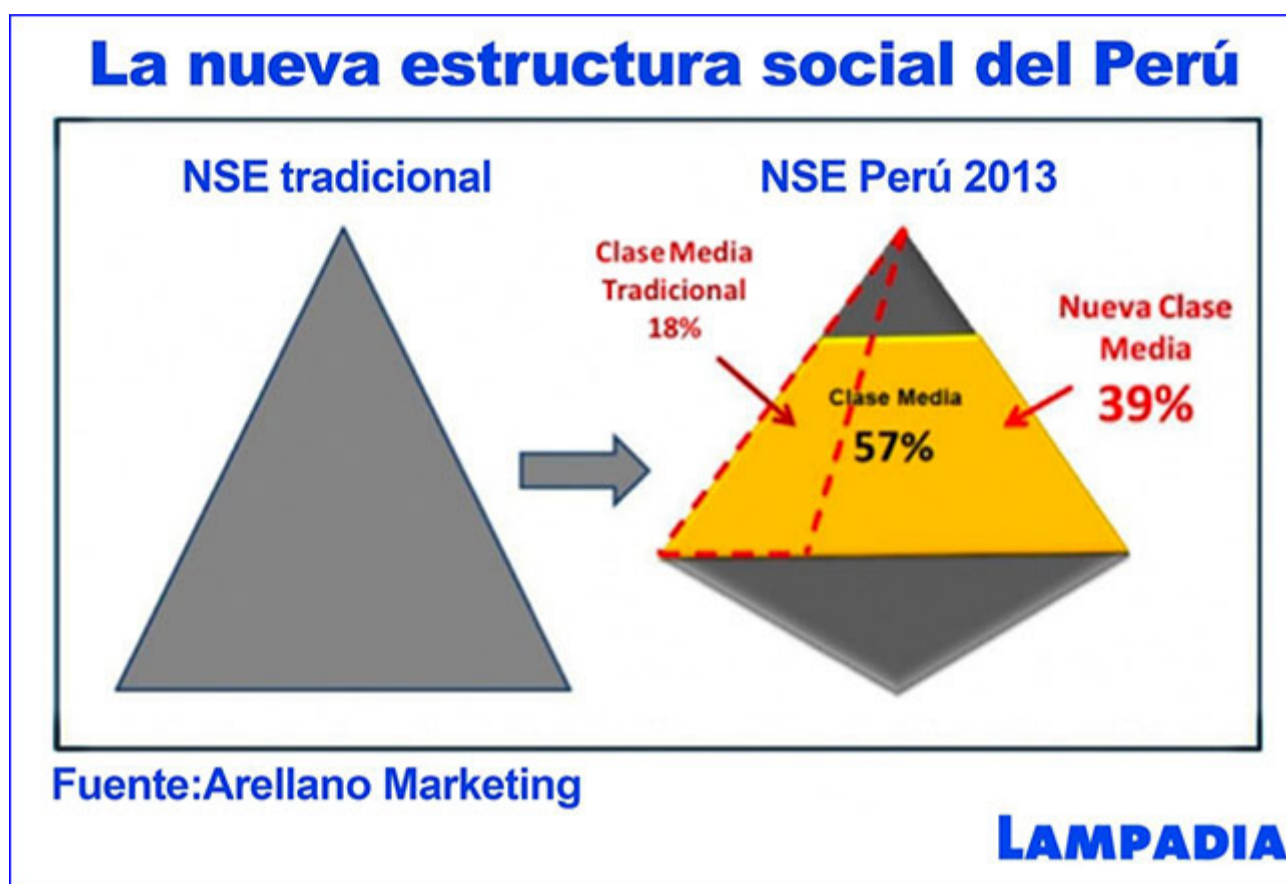 La nueva estructura social del Perú
NSE tradicional
NSE Perú 2013
Clase Media
Tradicional
18%
Nueva Clase
Media
39%
Clase Media
57%
Fuente:Arellano Marketing
LAMPADIA